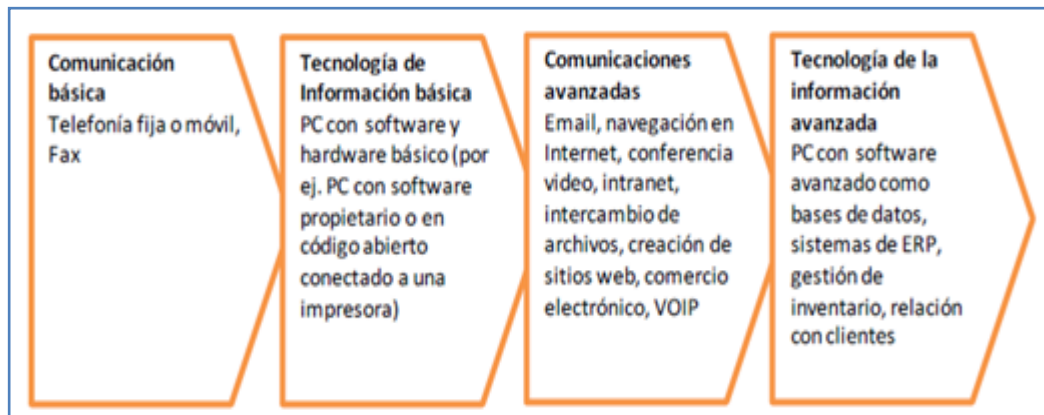 Comunicación
básica
Telefonía fija o móvil,
Fax
Tecnología de
Información básica
PC con software y
hardware básico (por
ej. PC con software
propietario o en
código abierto
conectado a una
impresora)
Comunicaciones
avanzadas
Email, navegación en
Internet, conferencia
video, intranet,
intercambio de
archivos, creación de
sitios web, comercio
electrónico, VOIP
Tecnología de la
información
avanzada
PC con software
avanzado como
bases de datos,
sistemas de ERP,
gestión de
inventario, relación
con clientes